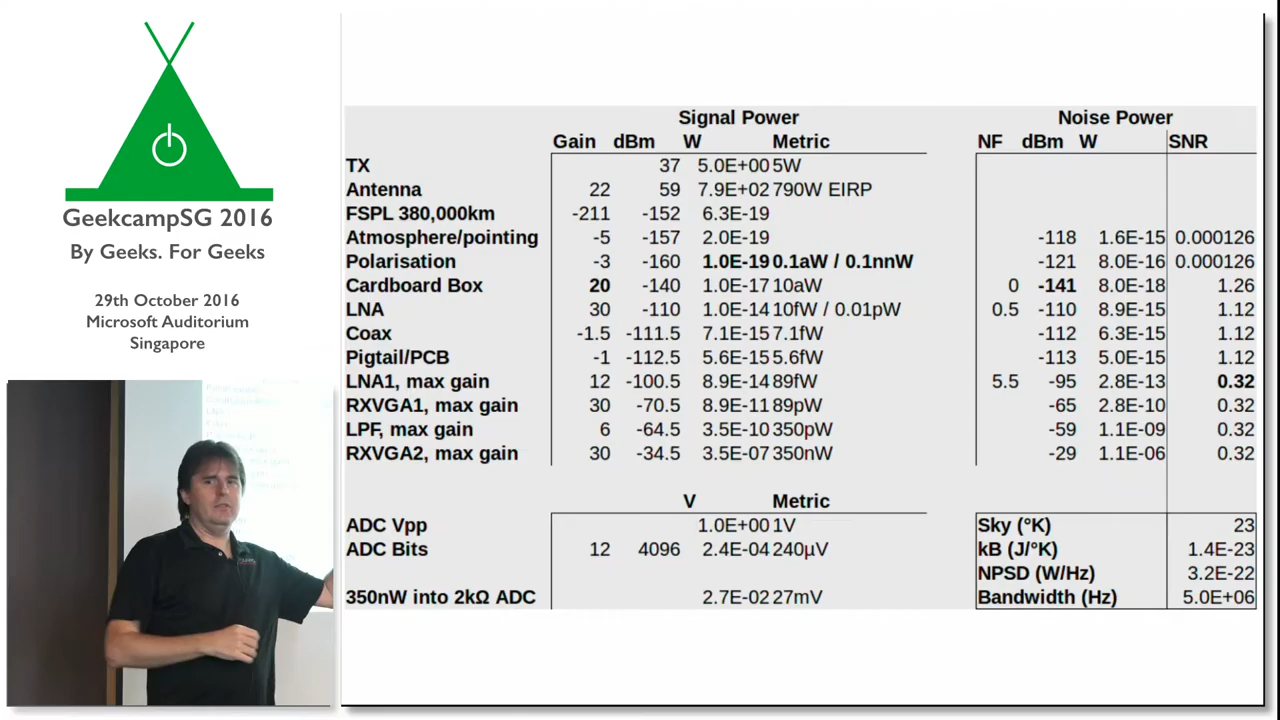 GeekcampSG 2016
By Geeks. For Geeks
29th October 2016
Microsoft Auditorium
Singapore
Signal Power Noise Power
Gain dBm W Metric NF dBm W SNR
TX 37 5.0E+00 5W
Antenna 22 59 7.9E+02 790W EIRP
FSPL 380,000km -211 -152 6.3E-19
Atmosphere/pointing -5 -157 2.0E-19 -118 1.6E-15 0.000126
Polarisation -3 -160 1.0E-19 0.1aW / 0.1nnW -121 8.0E-16 0.000126
Cardboard Box 20 -140 1.0E-17 10aW 0 -141 8.0E-18 1.26
LNA 30 -110 1.0E-14 10fW / 0.01pW 0.5 -110 8.9E-15 1.12
Coax -1.5 -111.5 7.1E-15 7.1fW -112 6.3E-15 1.12
Pigtail/PCB -1 -112.5 5.6E-15 5.6fW -113 5.0E-15 1.12
LNA1, max gain 12 -100.5 8.9E-14 89fW 5.5 -95 2.8E-13 0.32
RXVGA1, max gain 30 -70.5 8.9E-11 89pW -65 2.8E-10 0.32
LPF, max gain 6 -64.5 3.5E-10 350pW -59 1.1E-09 0.32
RXVGA2, max gain 30 -34.5 3.5E-07 350nW -29 1.1E-06 0.32
V Metric
ADC Vpp 1.0E+00 1V Sky (°K) 23
ADC Bits 12 4096 2.4E-04 240µV kB (J/°K) 1.4E-23
NPSD (W/Hz) 3.2E-22
350nW into 2kΩ ADC 2.7E-02 27mV Bandwidth (Hz) 5.0E+06